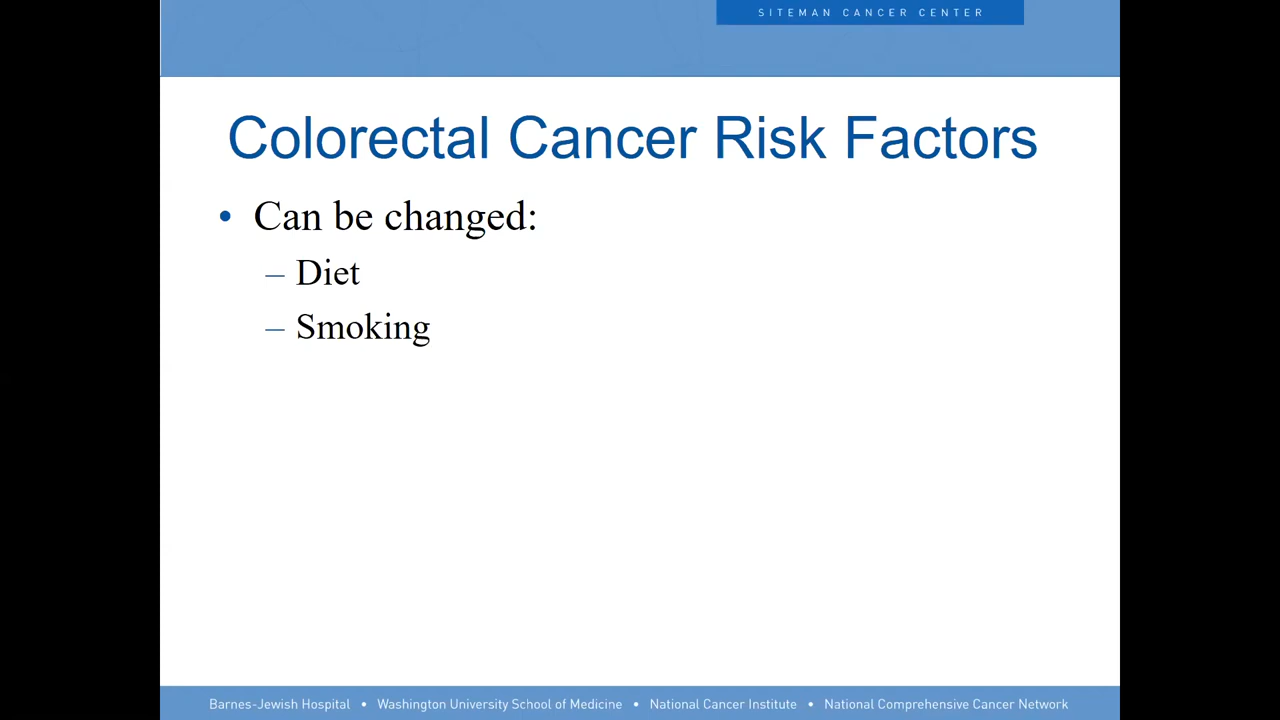 SITEMAN CANCER CENTER
Colorectal Cancer Risk Factors
• Can be changed:
– Diet
– Smoking
Barnes-Jewish Hospital • Washington University School of Medicine • National Cancer Institute • National Comprehensive Cancer Network